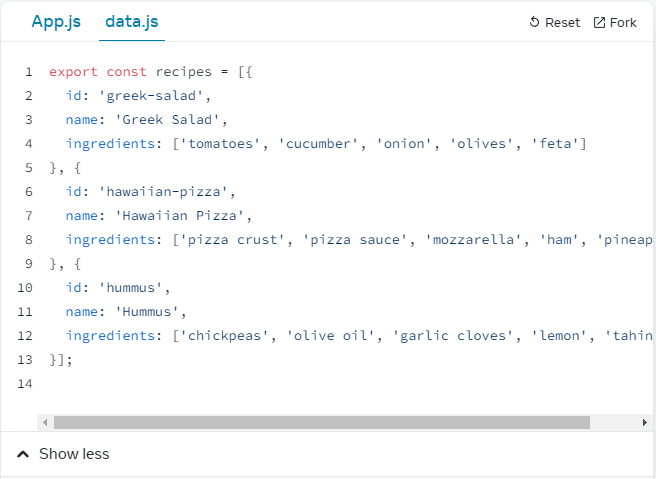 App.js data.js Reset Fork
1 export const recipes = [{
2   id: 'greek-salad',
3   name: 'Greek Salad',
4   ingredients: ['tomatoes', 'cucumber', 'onion', 'olives', 'feta']
5 }, {
6   id: 'hawaiian-pizza',
7   name: 'Hawaiian Pizza',
8   ingredients: ['pizza crust', 'pizza sauce', 'mozzarella', 'ham', 'pineap
9 }, {
10   id: 'hummus',
11   name: 'Hummus',
12   ingredients: ['chickpeas', 'olive oil', 'garlic cloves', 'lemon', 'tahin
13 }];
14
Show less